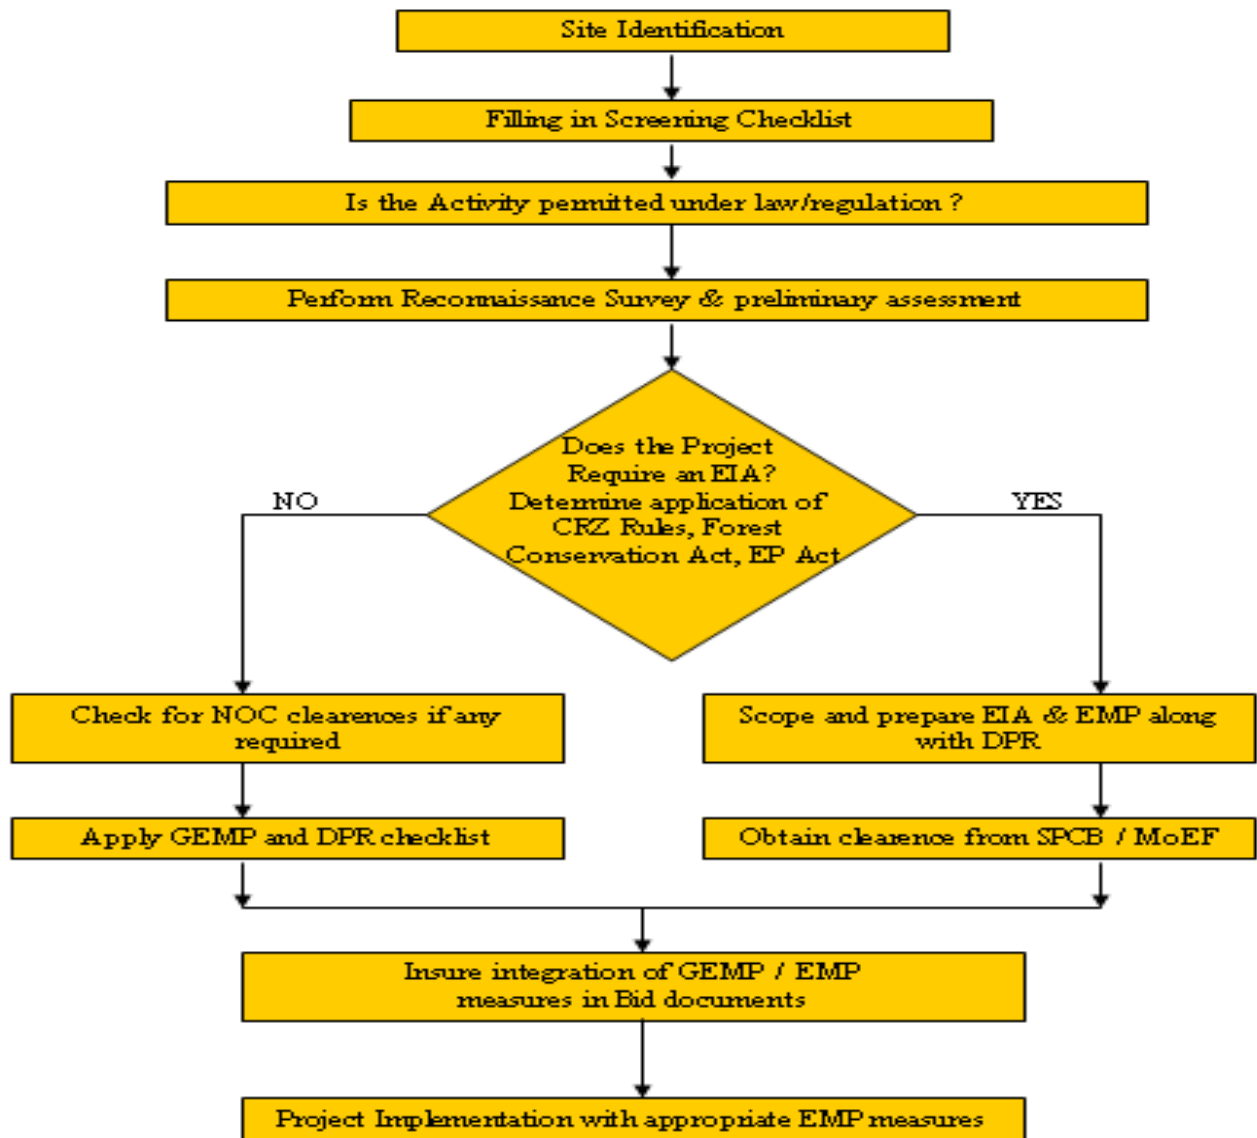 Site Identification
Filling in Screening Checklist
Is the Activity permitted under law/regulation ?
Perform Reconnaissance Survey & preliminary assessment
Does the Project
Require an EIA?
Determine application of
CRZ Rules, Forest
Conservation Act, EP Act
NO
YES
Check for NOC clearences if any
required
Scope and prepare EIA & EMP along
with DPR
Apply GEMP and DPR checklist
Obtain clearence from SPCB / MoEF
Insure integration of GEMP / EMP
measures in Bid documents
Project Implementation with appropriate EMP measures